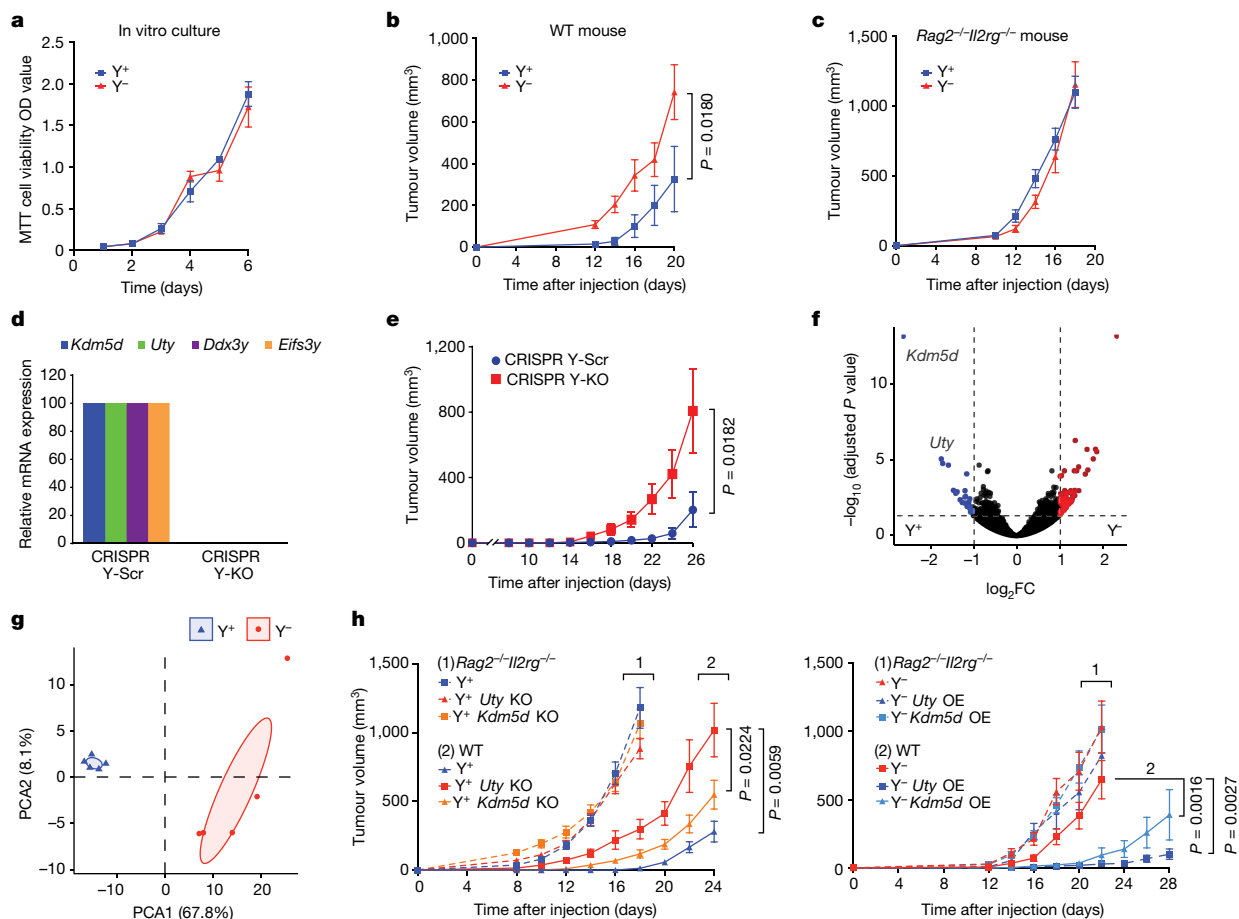 a
In vitro culture
MTT cell viability OD value
2.5
2.0
1.5
1.0
0.5
0
Y+
Y−
0 2 4 6
Time (days)
b
WT mouse
Tumour volume (mm³)
1,000
800
600
400
200
0
Y+
Y−
P = 0.0180
0 4 8 12 16 20
Time after injection (days)
c
Rag2−/−Il2rg−/− mouse
Tumour volume (mm³)
1,500
1,000
500
0
Y+
Y−
0 4 8 12 16 20
Time after injection (days)
d
Kdm5d Uty Ddx3y Eifs3y
Relative mRNA expression
120
100
80
60
40
20
0
CRISPR Y-Scr
CRISPR Y-KO
e
Tumour volume (mm³)
1,200
800
400
0
CRISPR Y-Scr
CRISPR Y-KO
P = 0.0182
0 8 10 12 14 16 18 20 22 24 26
Time after injection (days)
f
−log₁₀ (adjusted P value)
10
5
0
Kdm5d
Uty
Y+
Y−
−2 −1 0 1 2
log₂FC
g
Y+ Y−
PCA2 (8.1%)
10
5
0
−5
−10
−10 0 10 20
PCA1 (67.8%)
h
Tumour volume (mm³)
1,500
1,000
500
0
(1) Rag2−/−Il2rg−/−
Y+
Y+ Uty KO
Y+ Kdm5d KO
(2) WT
Y+
Y+ Uty KO
Y+ Kdm5d KO
1
2
P = 0.0224
P = 0.0059
0 4 8 12 16 20 24
Time after injection (days)
1,500
1,000
500
0
(1) Rag2−/−Il2rg−/−
Y−
Y− Uty OE
Y− Kdm5d OE
(2) WT
Y−
Y− Uty OE
Y− Kdm5d OE
1
2
P = 0.0016
P = 0.0027
0 4 8 12 16 20 24 28
Time after injection (days)